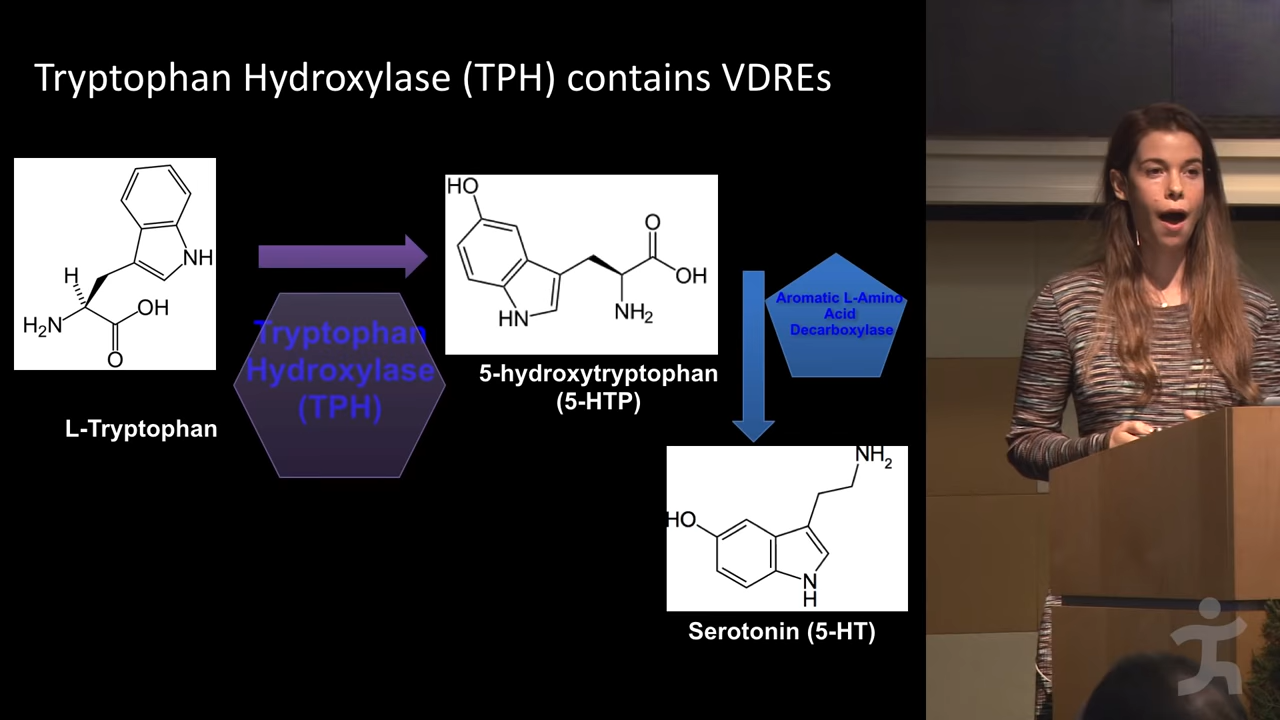 Tryptophan Hydroxylase (TPH) contains VDREs
H
H₂N
OH
O
NH
L-Tryptophan
Tryptophan
Hydroxylase
(TPH)
HO
O
OH
NH₂
HN
5-hydroxytryptophan
(5-HTP)
Aromatic L-Amino
Acid
Decarboxylase
NH₂
HO
N
H
Serotonin (5-HT)